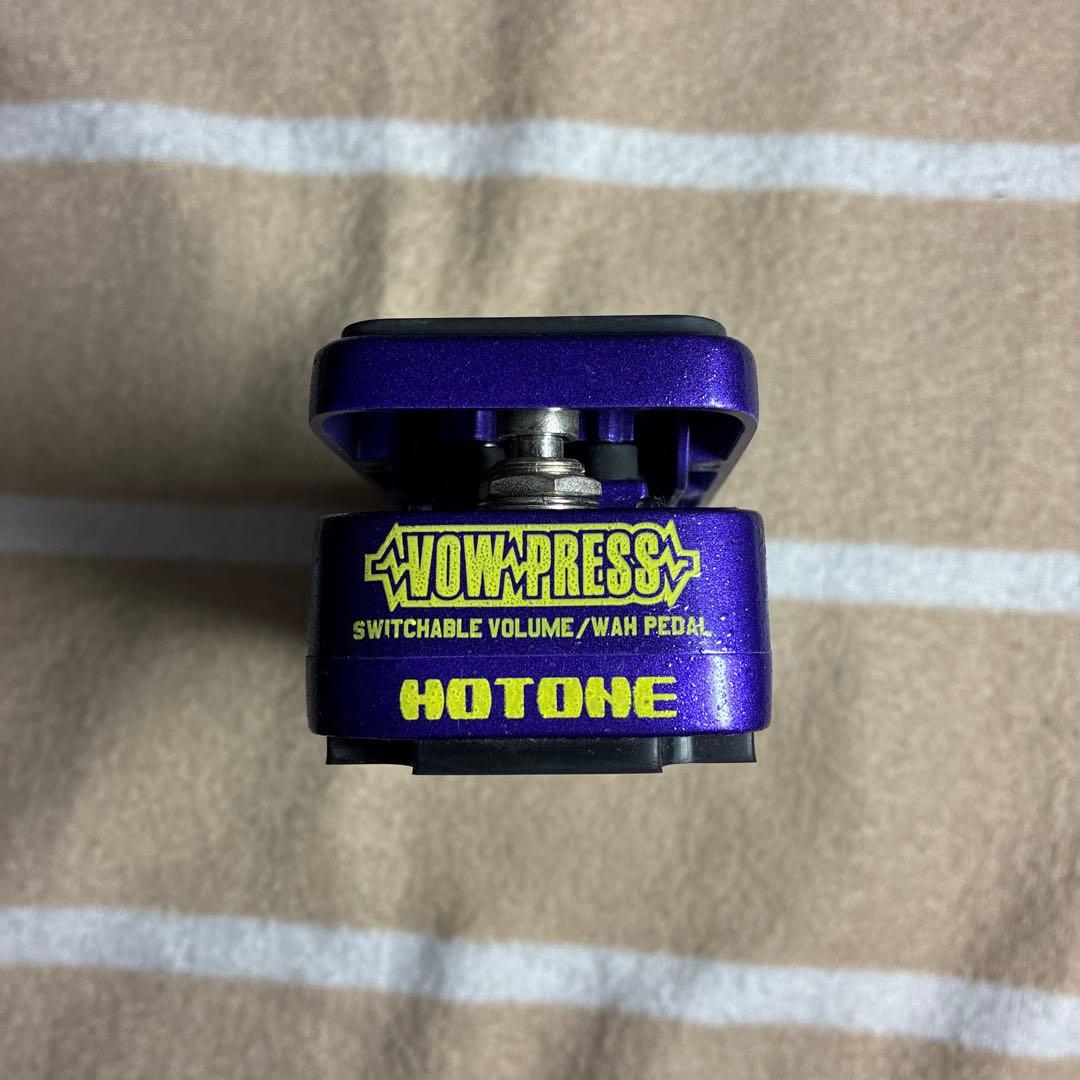 VOW PRESS
SWITCHABLE VOLUME/WAH PEDAL
HOTONE